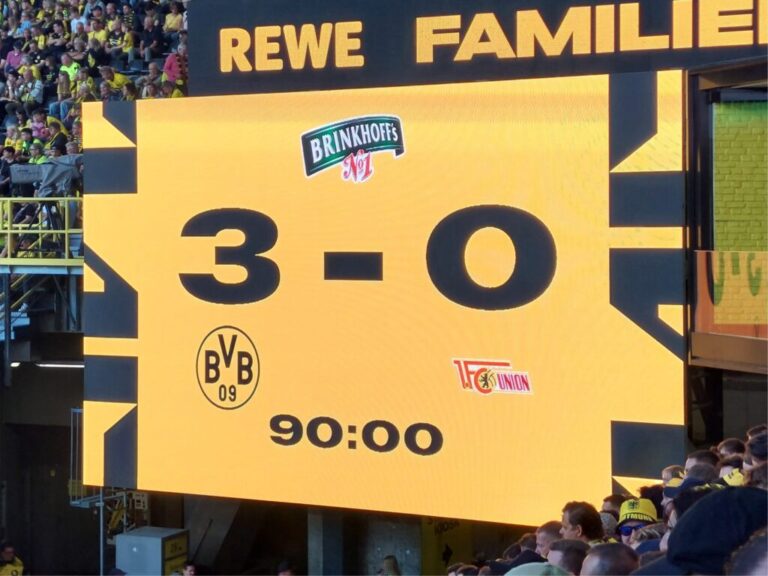 REWE FAMILIE
BRINKHOFF's
No1
3 - 0
BVB
09
1.FC UNION
90:00